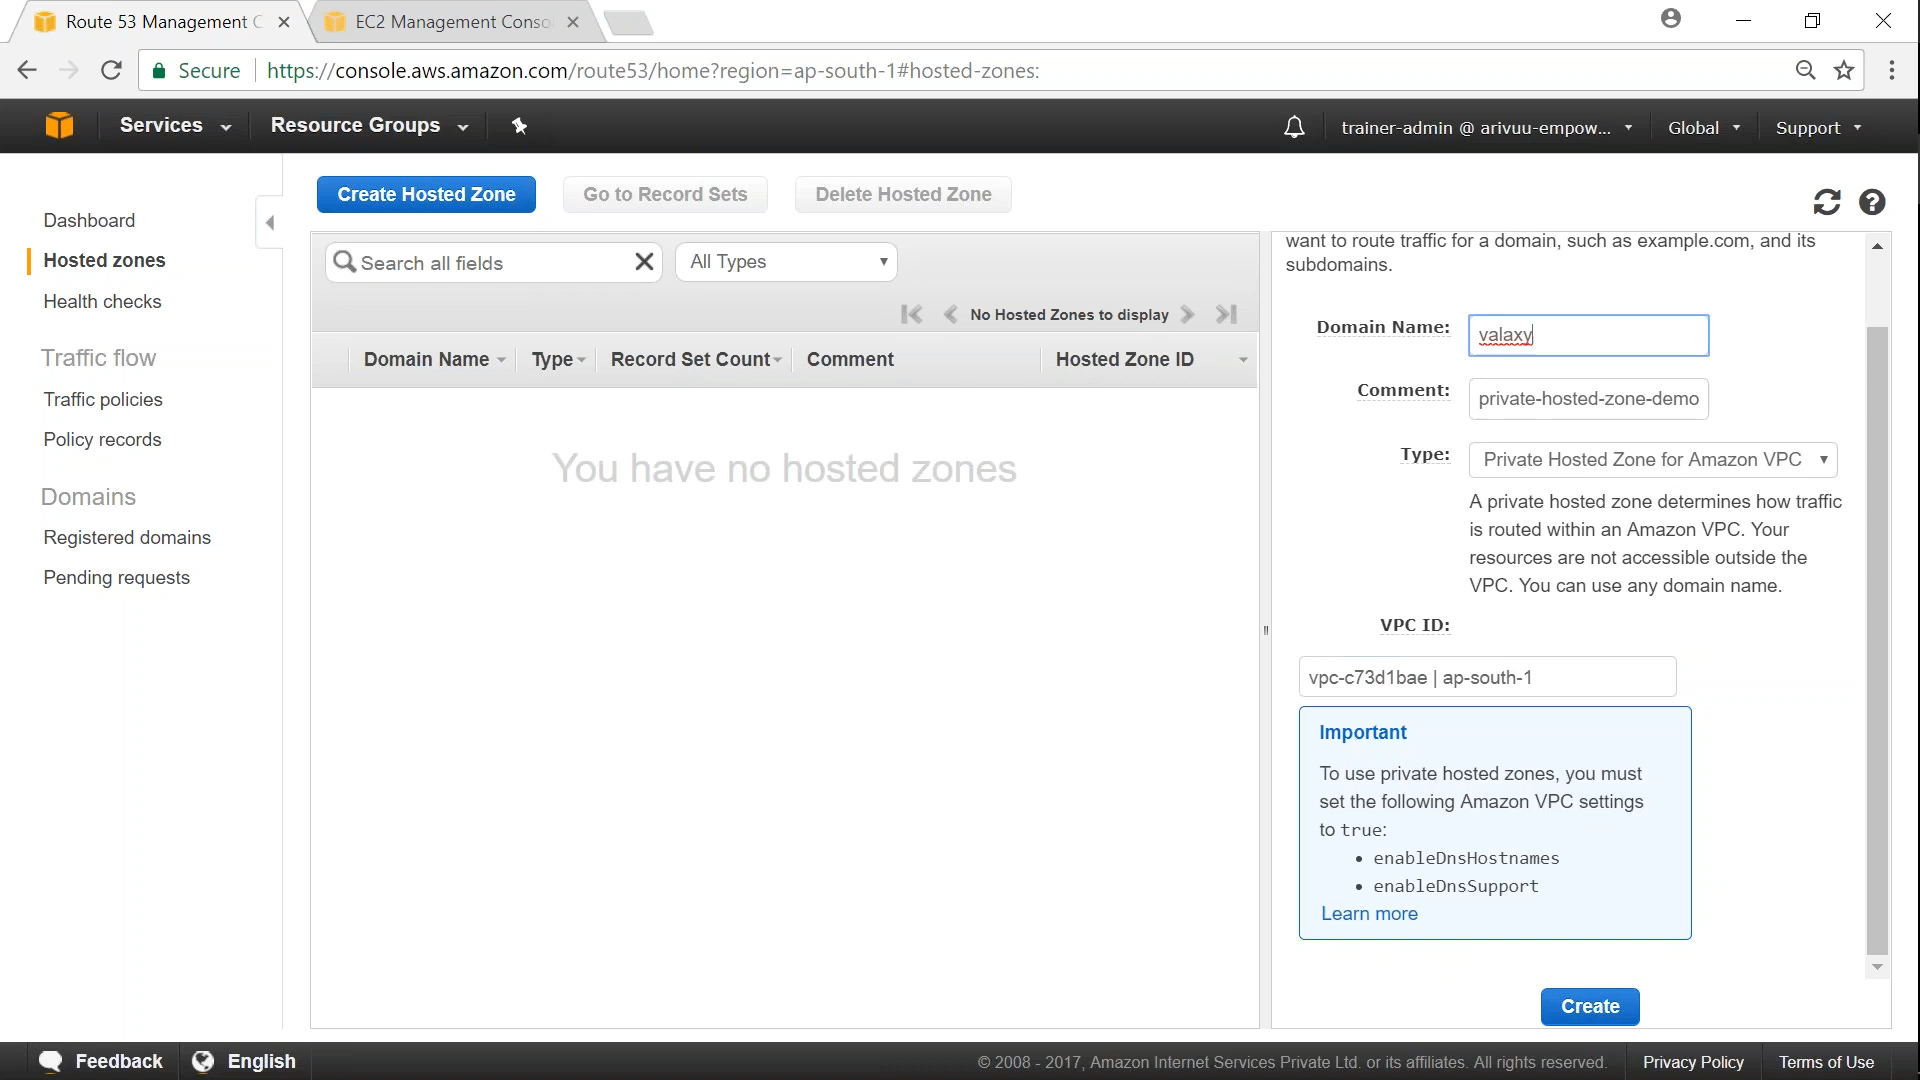 Route 53 Management C
EC2 Management Conso
Secure
https://console.aws.amazon.com/route53/home?region=ap-south-1#hosted-zones:
Services
Resource Groups
trainer-admin @ arivuu-empow...
Global
Support
Dashboard
Hosted zones
Health checks
Traffic flow
Traffic policies
Policy records
Domains
Registered domains
Pending requests
Create Hosted Zone
Go to Record Sets
Delete Hosted Zone
Search all fields
All Types
No Hosted Zones to display
Domain Name
Type
Record Set Count
Comment
Hosted Zone ID
You have no hosted zones
want to route traffic for a domain, such as example.com, and its
subdomains.
Domain Name:
valaxy
Comment:
private-hosted-zone-demo
Type:
Private Hosted Zone for Amazon VPC
A private hosted zone determines how traffic
is routed within an Amazon VPC. Your
resources are not accessible outside the
VPC. You can use any domain name.
VPC ID:
vpc-c73d1bae | ap-south-1
Important
To use private hosted zones, you must
set the following Amazon VPC settings
to true:
• enableDnsHostnames
• enableDnsSupport
Learn more
Create
Feedback
English
© 2008 - 2017, Amazon Internet Services Private Ltd. or its affiliates. All rights reserved.
Privacy Policy
Terms of Use